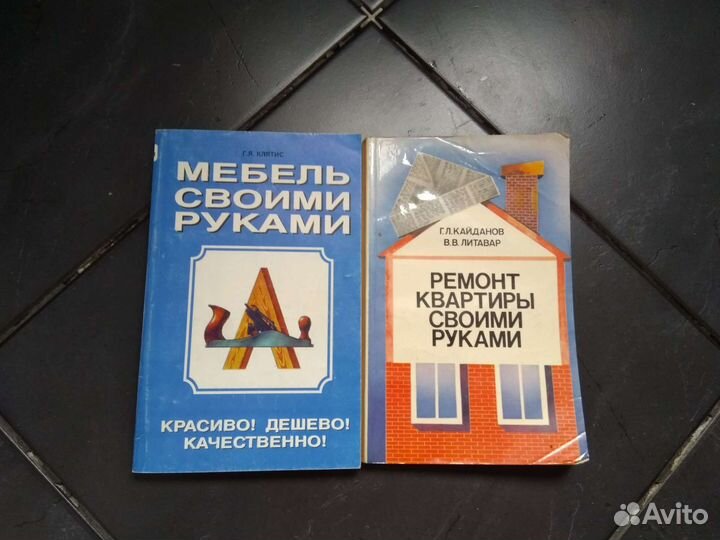 Г.Я. КЛЯТИС
МЕБЕЛЬ
СВОИМИ
РУКАМИ
КРАСИВО! ДЕШЕВО!
КАЧЕСТВЕННО!
Г.Л.КАЙДАНОВ
В.В.ЛИТАВАР
РЕМОНТ
КВАРТИРЫ
СВОИМИ
РУКАМИ
Avito